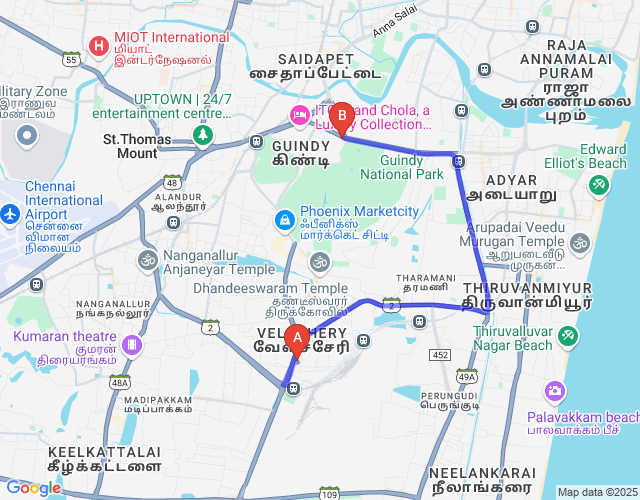 Anna Salai
MIOT International
மியாட்
இன்டர்நேஷனல்
55
SAIDAPET
சைதாப்பேட்டை
RAJA
ANNAMALAI
PURAM
ராஜா
அண்ணாமலை
புரம்
Military Zone
இராணுவ
மண்டலம்
UPTOWN | 24/7
entertainment centre...
ITC Grand Chola, a
Luxury Collection...
B
St.Thomas
Mount
GUINDY
கிண்டி
Guindy
National Park
Edward
Elliot's Beach
ADYAR
அடையாறு
48
ALANDUR
ஆலந்தூர்
Chennai
International
Airport
சென்னை
விமான
நிலையம்
Phoenix Marketcity
ஃபீனிக்ஸ்
மார்க்கெட் சிட்டி
Arupadai Veedu
Murugan Temple
ஆறுபடைவீடு
முருகன்...
Nanganallur
Anjaneyar Temple
Dhandeeswaram Temple
தண்டீஸ்வரர்
திருக்கோவில்
THARAMANI
தரமணி
THIRUVANMIYUR
திருவான்மியூர்
NANGANALLUR
நங்கநல்லூர்
2
2
Kumaran theatre
குமரன்
திரையரங்கம்
A
வேளச்சேரி
Thiruvalluvar
Nagar Beach
452
48A
49A
MADIPAKKAM
மடிப்பாக்கம்
PERUNGUDI
பெருங்குடி
Palavakkam beach
பாலவாக்கம் பீச்
KEELKATTALAI
கீழ்க்கட்டளை
NEELANKARAI
நீலாங்கரை
109
Google
Map data ©2025